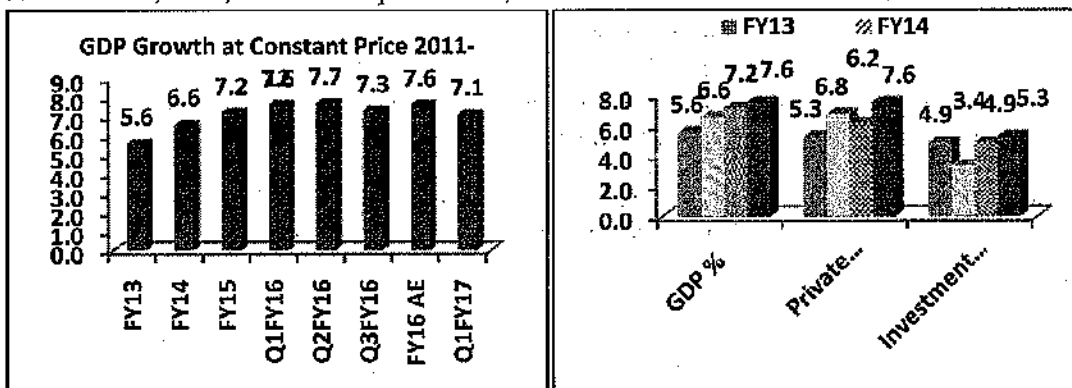 GDP Growth at Constant Price 2011-
9.0
8.0
7.0
6.0
5.0
4.0
3.0
2.0
1.0
0.0
5.6 6.6 7.2 7.7 7.3 7.6 7.1
FY13
FY14
FY15
Q1FY16
Q2FY16
Q3FY16
FY16 AE
Q1FY17
FY13 FY14
8.0
6.0
4.0
2.0
0.0
5.6 6.6 7.2 7.6
5.3 6.8 6.2 7.6
4.9 3.4 4.9 5.3
GDP %
Private...
Investment...